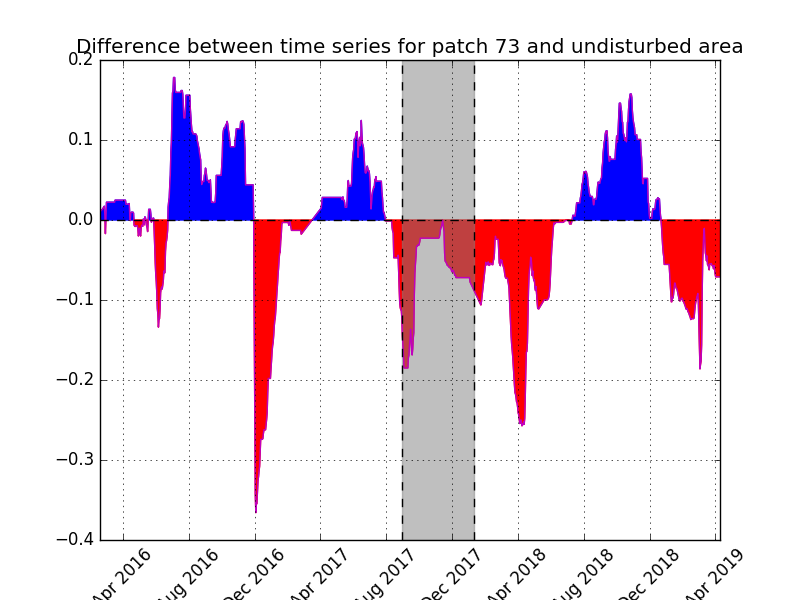 Difference between time series for patch 73 and undisturbed area
0.2
0.1
0.0
−0.1
−0.2
−0.3
−0.4
Apr 2016
Aug 2016
Dec 2016
Apr 2017
Aug 2017
Dec 2017
Apr 2018
Aug 2018
Dec 2018
Apr 2019